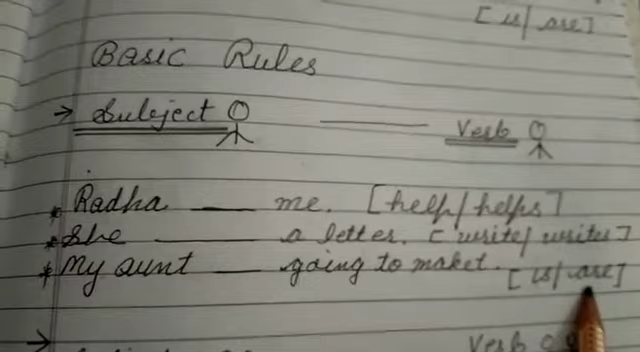 [is/are]
Basic Rules
→ Subject ——— Verb
* Radha ___ me. [help/helps]
* She ___ a letter. [write/writes]
* My aunt ___ going to maket. [is/are]
→ Verb